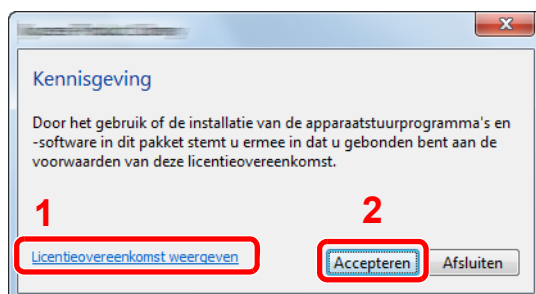 Kennisgeving
Door het gebruik of de installatie van de apparaatstuurprogramma's en
-software in dit pakket stemt u ermee in dat u gebonden bent aan de
voorwaarden van deze licentieovereenkomst.
1
2
Licentieovereenkomst weergeven
Accepteren Afsluiten